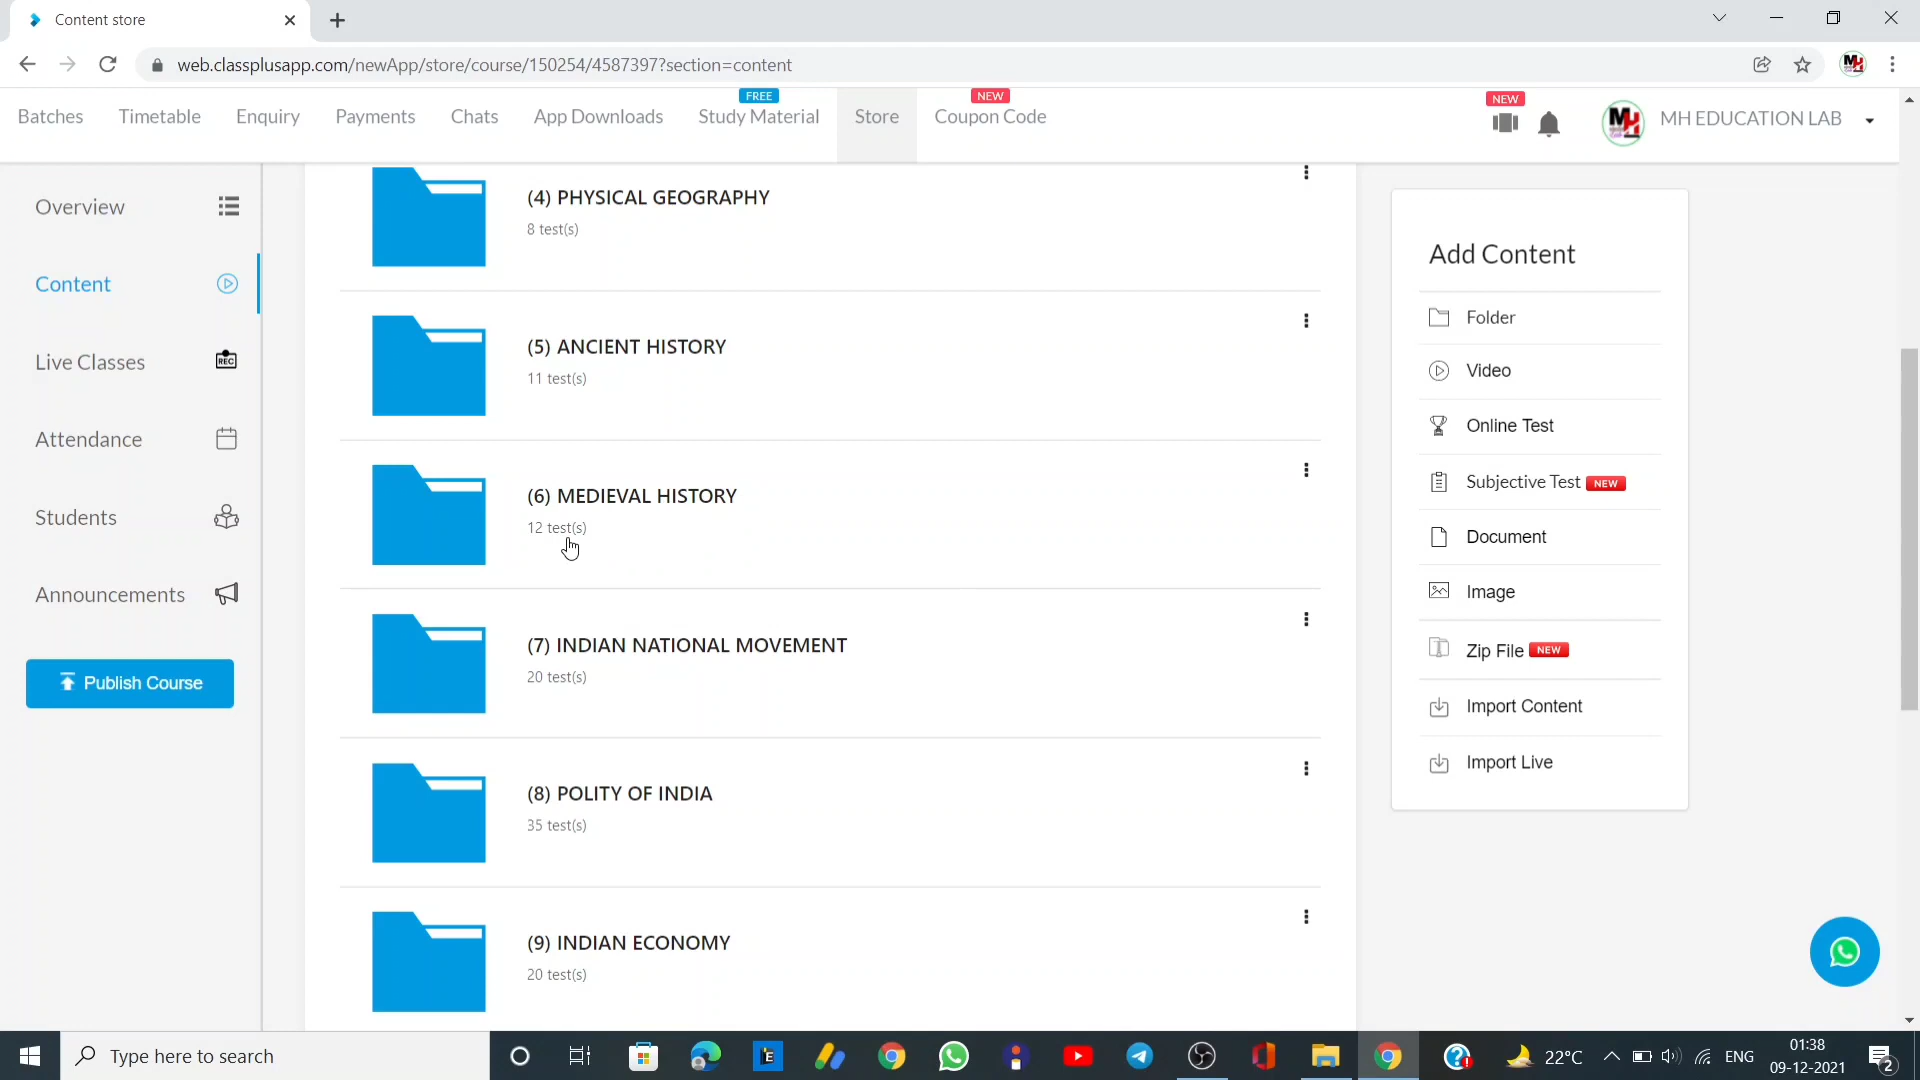 Content store
web.classplusapp.com/newApp/store/course/150254/4587397?section=content
FREE
NEW
NEW
Batches
Timetable
Enquiry
Payments
Chats
App Downloads
Study Material
Store
Coupon Code
MH EDUCATION LAB
Overview
Content
Live Classes
REC
Attendance
Students
Announcements
Publish Course
(4) PHYSICAL GEOGRAPHY
8 test(s)
(5) ANCIENT HISTORY
11 test(s)
(6) MEDIEVAL HISTORY
12 test(s)
(7) INDIAN NATIONAL MOVEMENT
20 test(s)
(8) POLITY OF INDIA
35 test(s)
(9) INDIAN ECONOMY
20 test(s)
Add Content
Folder
Video
Online Test
Subjective Test NEW
Document
Image
Zip File NEW
Import Content
Import Live
Type here to search
22°C
ENG
01:38
09-12-2021
2